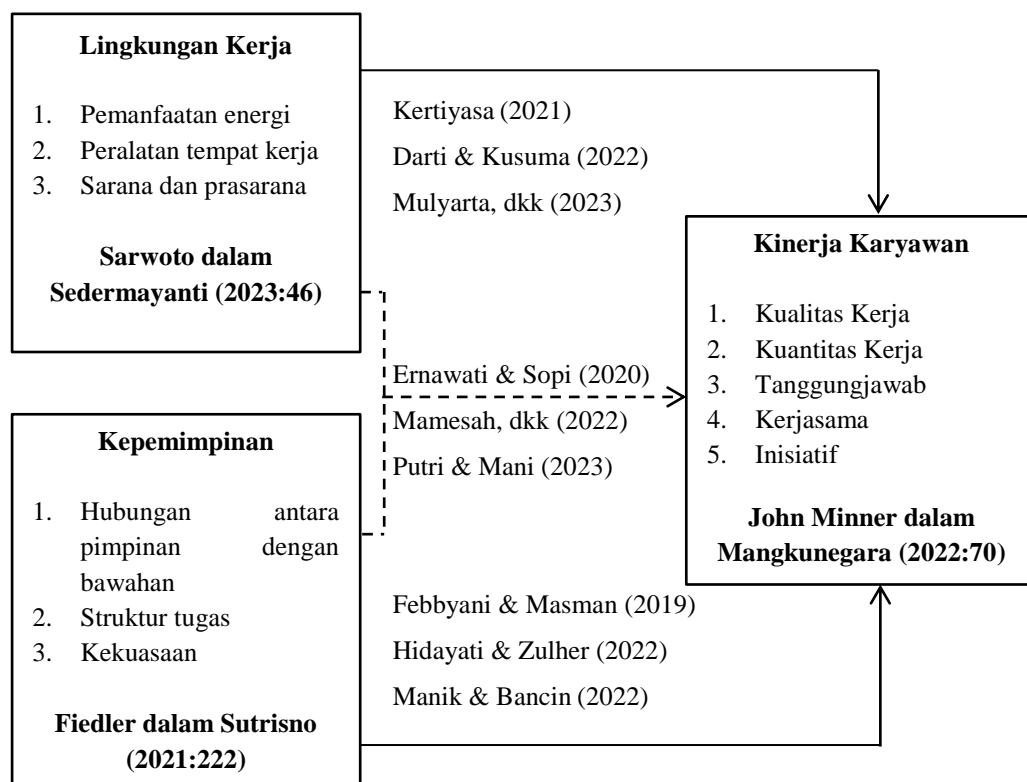 Lingkungan Kerja
1. Pemanfaatan energi
2. Peralatan tempat kerja
3. Sarana dan prasarana
Sarwoto dalam
Sedermayanti (2023:46)
Kertiyasa (2021)
Darti & Kusuma (2022)
Mulyarta, dkk (2023)
Ernawati & Sopi (2020)
Mamesah, dkk (2022)
Putri & Mani (2023)
Kepemimpinan
1. Hubungan antara
pimpinan dengan
bawahan
2. Struktur tugas
3. Kekuasaan
Fiedler dalam Sutrisno
(2021:222)
Febbyani & Masman (2019)
Hidayati & Zulher (2022)
Manik & Bancin (2022)
Kinerja Karyawan
1. Kualitas Kerja
2. Kuantitas Kerja
3. Tanggungjawab
4. Kerjasama
5. Inisiatif
John Minner dalam
Mangkunegara (2022:70)